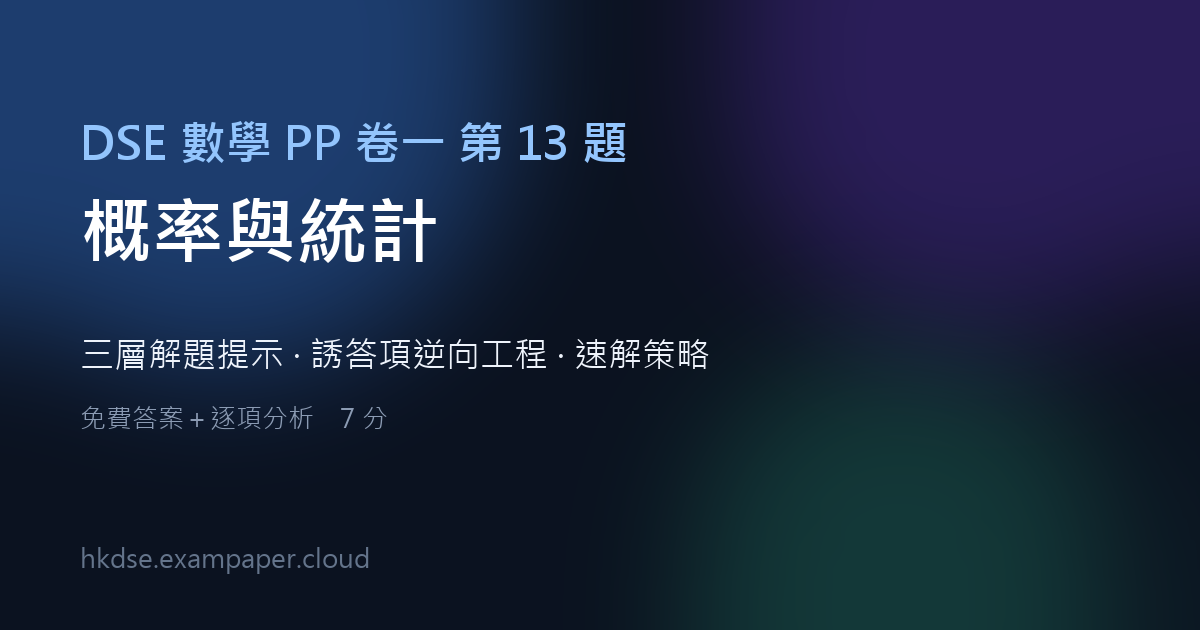 DSE 數學 PP 卷一 第 13 題
概率與統計
三層解題提示 · 誘答項逆向工程 · 速解策略
免費答案 + 逐項分析 7 分
hkdse.exampaper.cloud